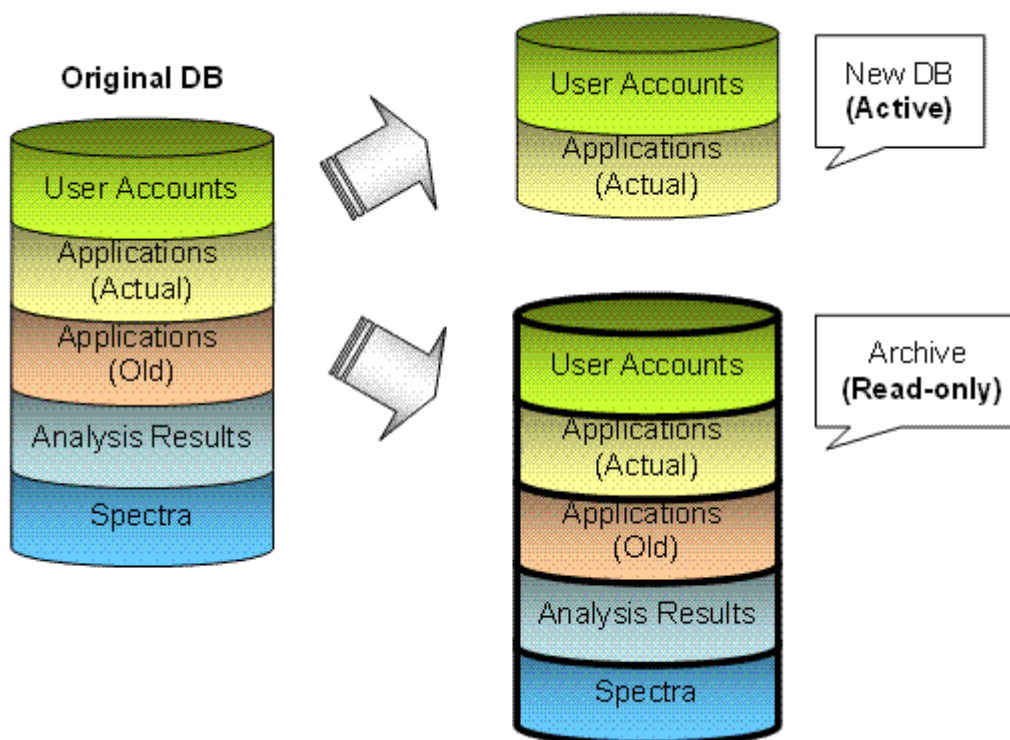 Original DB
User Accounts
Applications
(Actual)
Applications
(Old)
Analysis Results
Spectra
User Accounts
Applications
(Actual)
New DB
(Active)
User Accounts
Applications
(Actual)
Applications
(Old)
Analysis Results
Spectra
Archive
(Read-only)